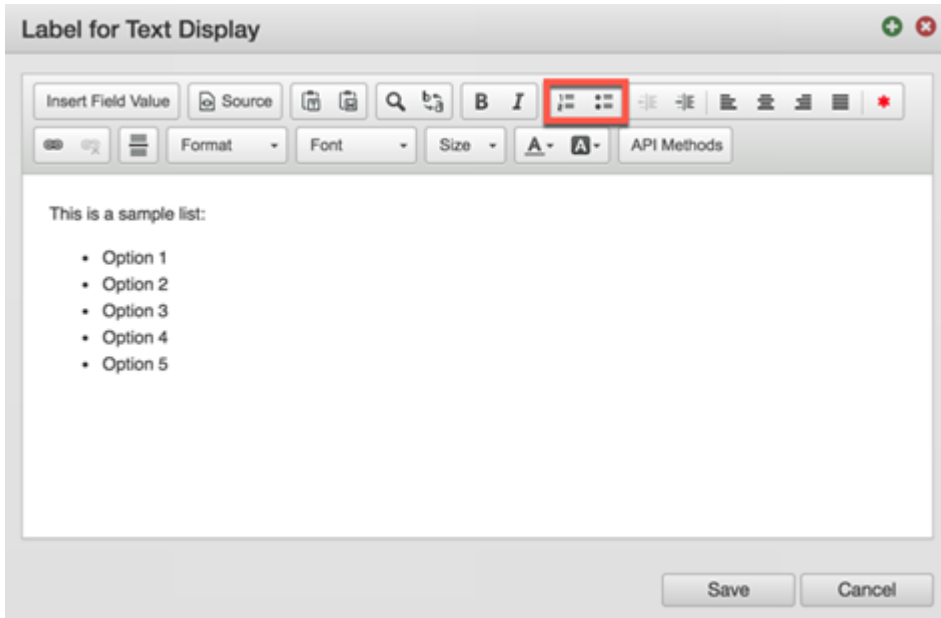 Label for Text Display
Insert Field Value Source B I
Format Font Size A A API Methods
This is a sample list:
• Option 1
• Option 2
• Option 3
• Option 4
• Option 5
Save Cancel